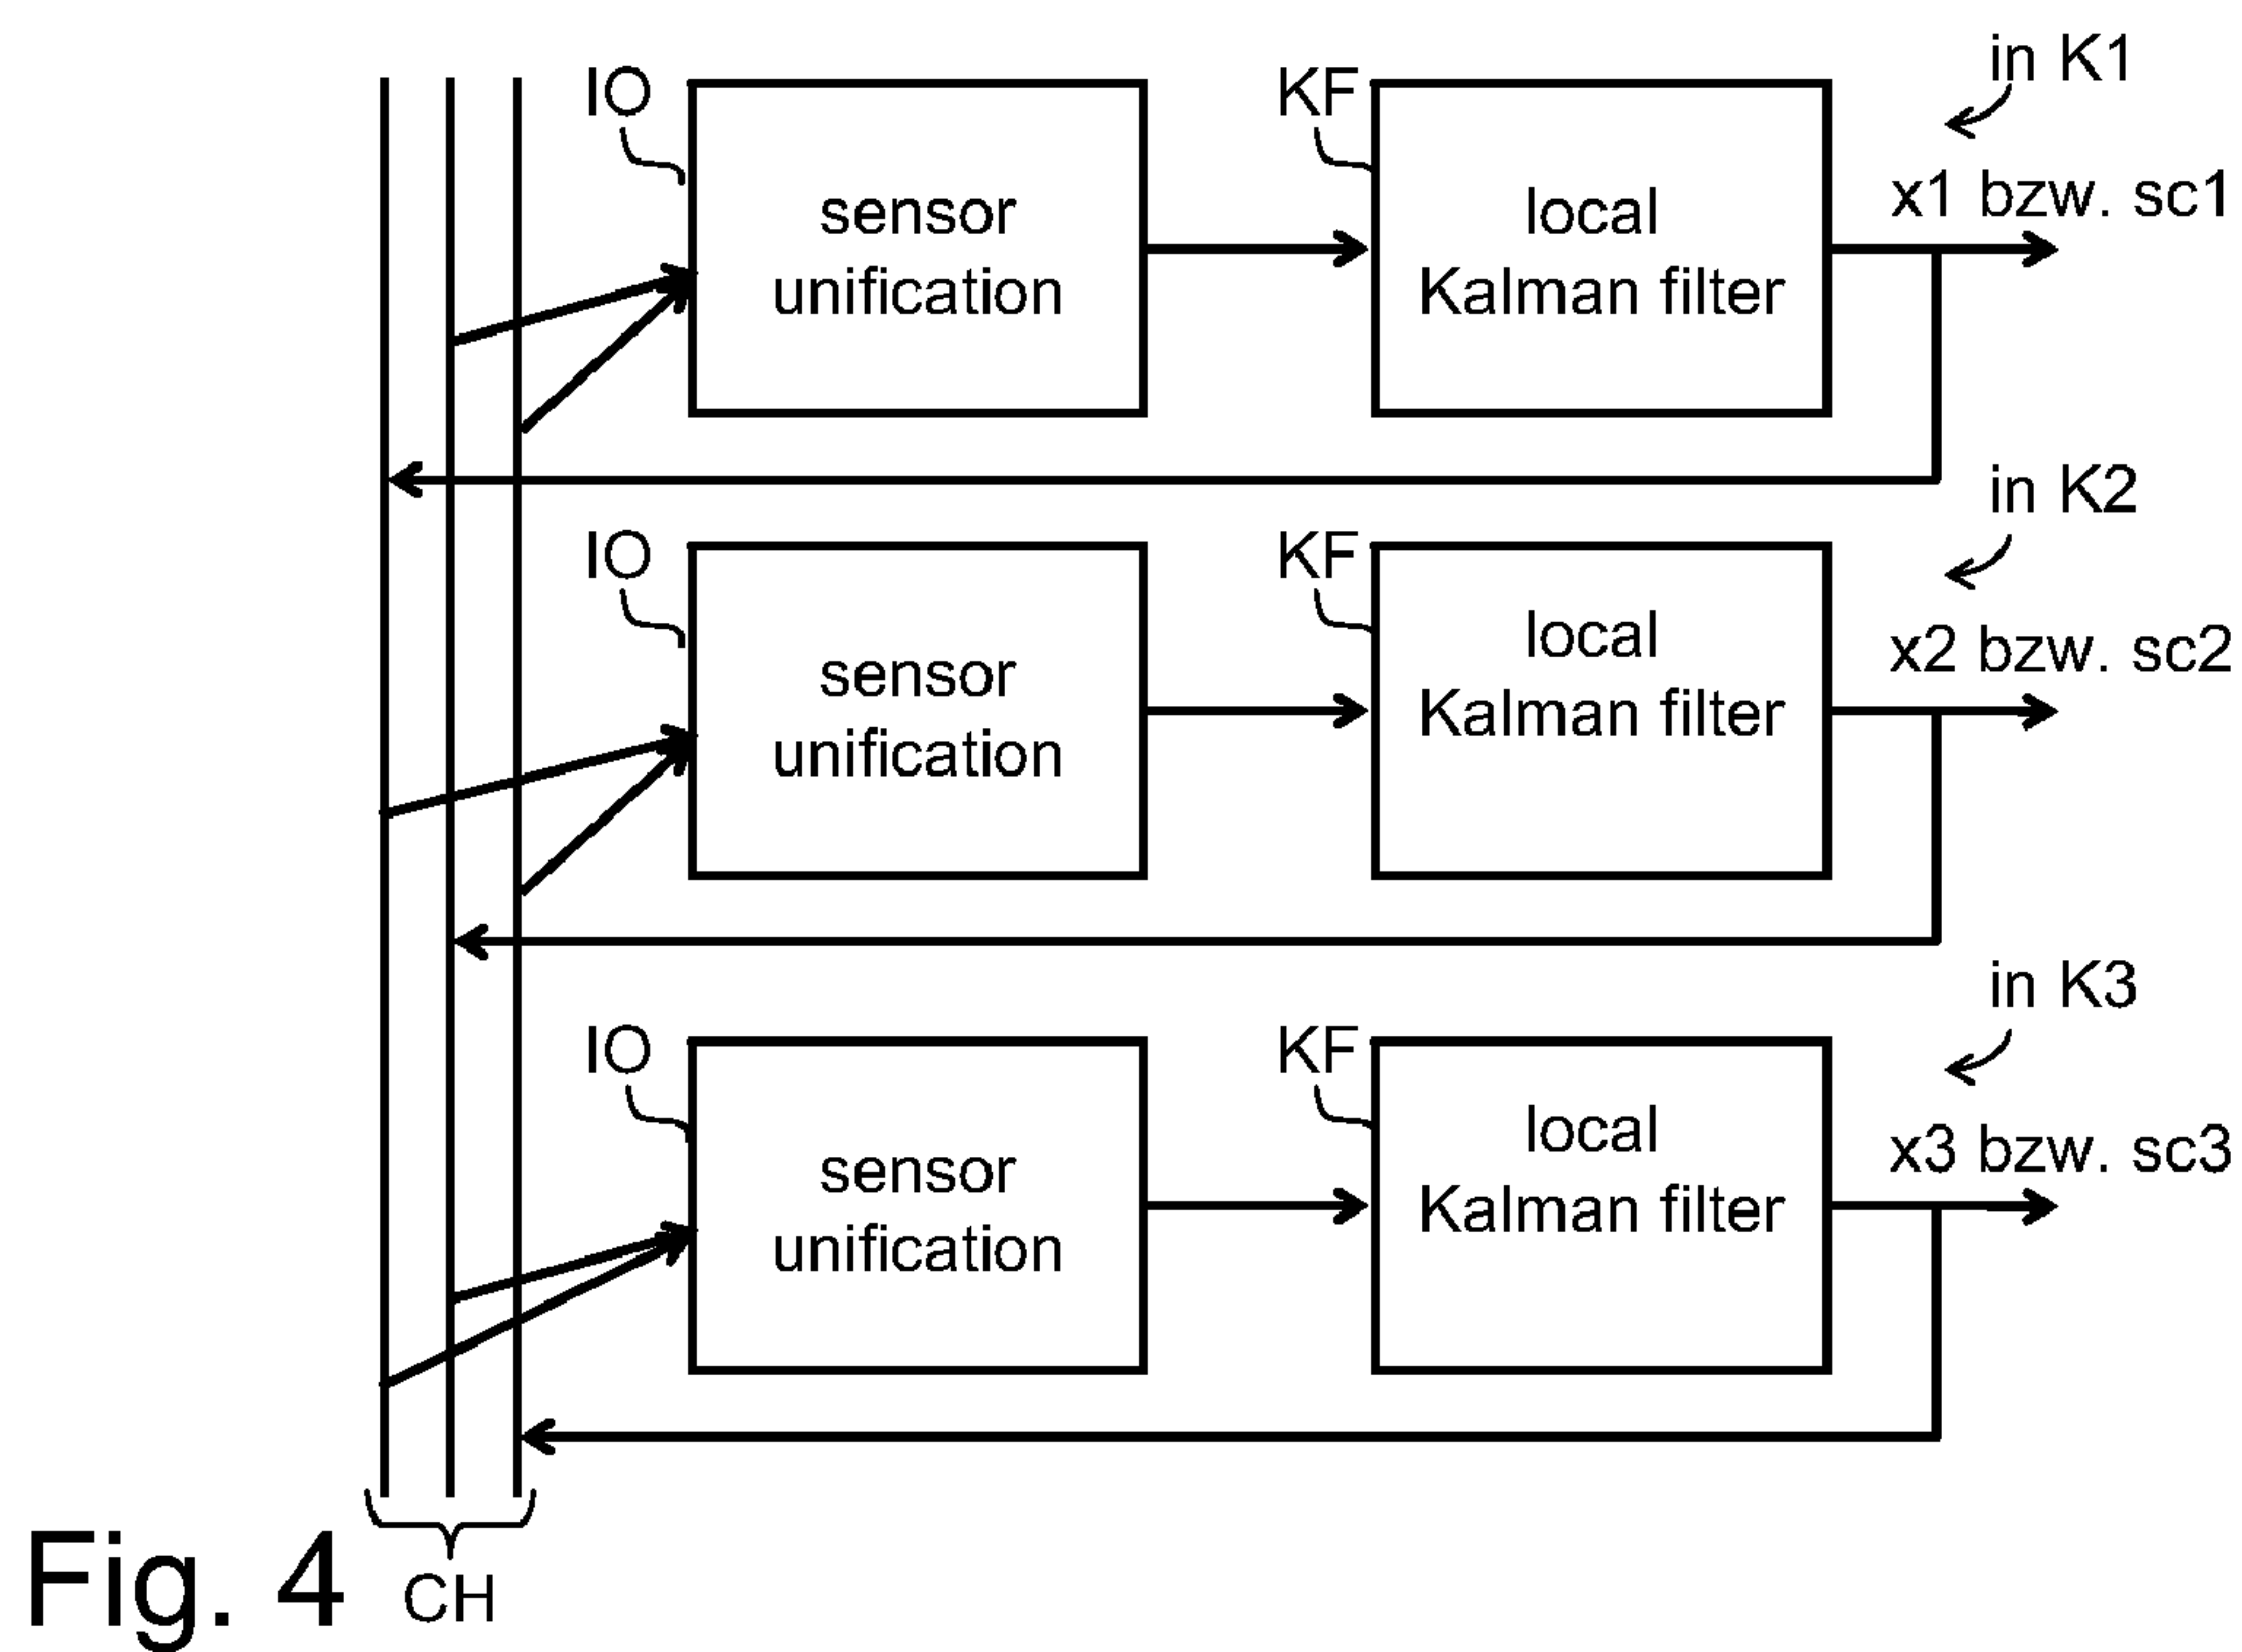 in K1
IO
KF
sensor
unification
local
Kalman filter
x1 bzw. sc1
in K2
IO
KF
sensor
unification
local
Kalman filter
x2 bzw. sc2
in K3
IO
KF
sensor
unification
local
Kalman filter
x3 bzw. sc3
CH
Fig. 4